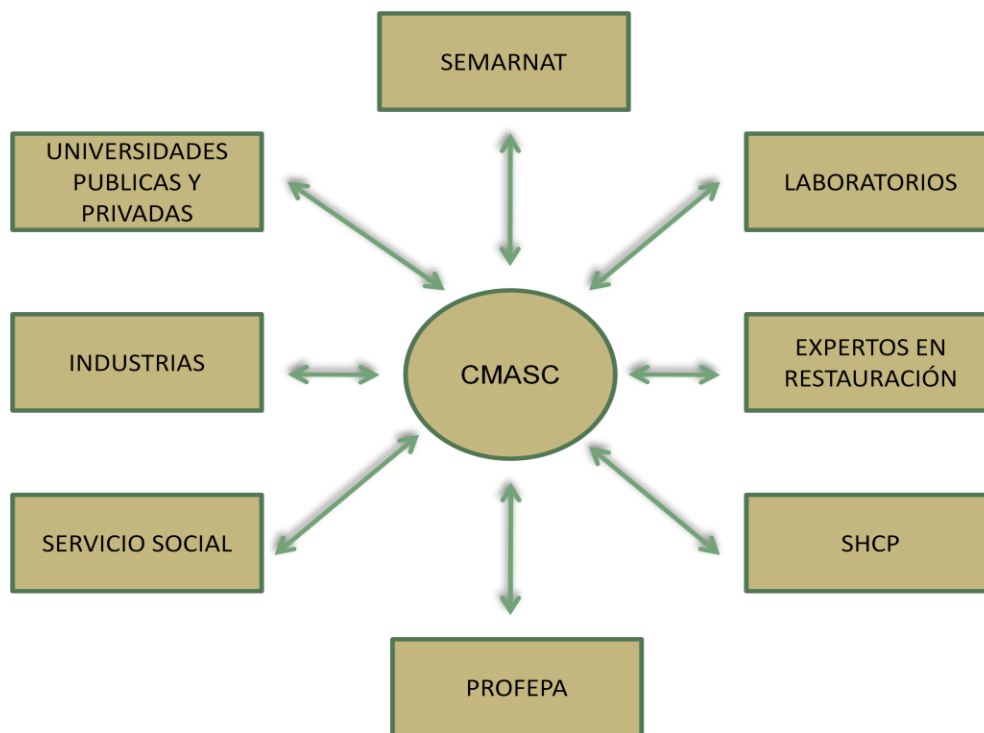 SEMARNAT
UNIVERSIDADES
PUBLICAS Y
PRIVADAS
LABORATORIOS
INDUSTRIAS
CMASC
EXPERTOS EN
RESTAURACIÓN
SERVICIO SOCIAL
SHCP
PROFEPA